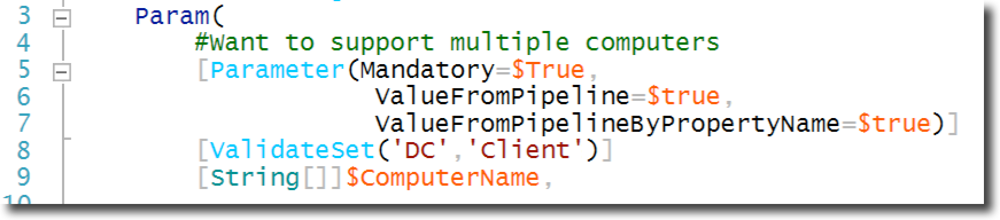 3 Param(
4 #Want to support multiple computers
5 [Parameter(Mandatory=$True,
6 ValueFromPipeline=$true,
7 ValueFromPipelineByPropertyName=$true)]
8 [ValidateSet('DC','Client')]
9 [String[]]$ComputerName,
10